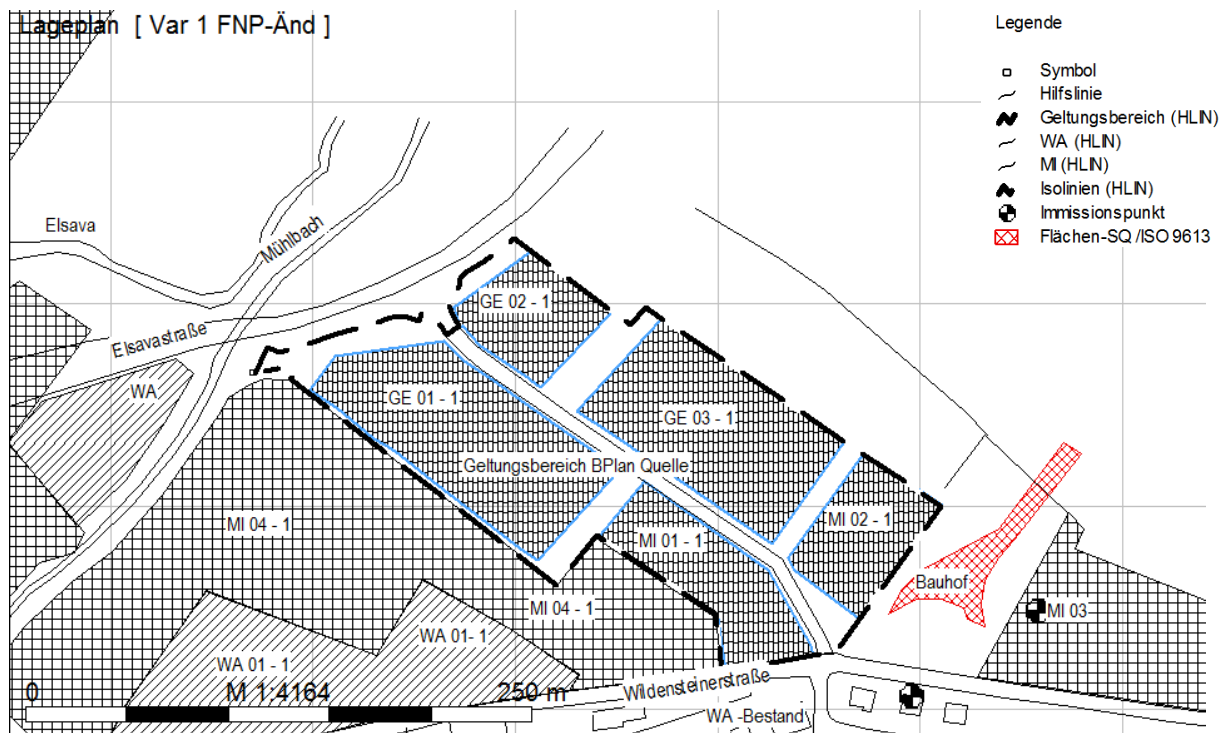 Lageplan [ Var 1 FNP-Änd ]
Legende
Symbol
Hilfslinie
Geltungsbereich (HLIN)
WA (HLIN)
MI (HLIN)
Isolinien (HLIN)
Immissionspunkt
Flächen-SQ /ISO 9613
Elsava
Mühlbach
Elsavastraße
WA
GE 02 - 1
GE 01 - 1
GE 03 - 1
Geltungsbereich BPlan Quelle
MI 04 - 1
MI 01 - 1
MI 02 - 1
Bauhof
MI 03
MI 04 - 1
WA 01- 1
WA 01 - 1
Wildensteinerstraße
WA -Bestand
0 M 1:4164 250 m